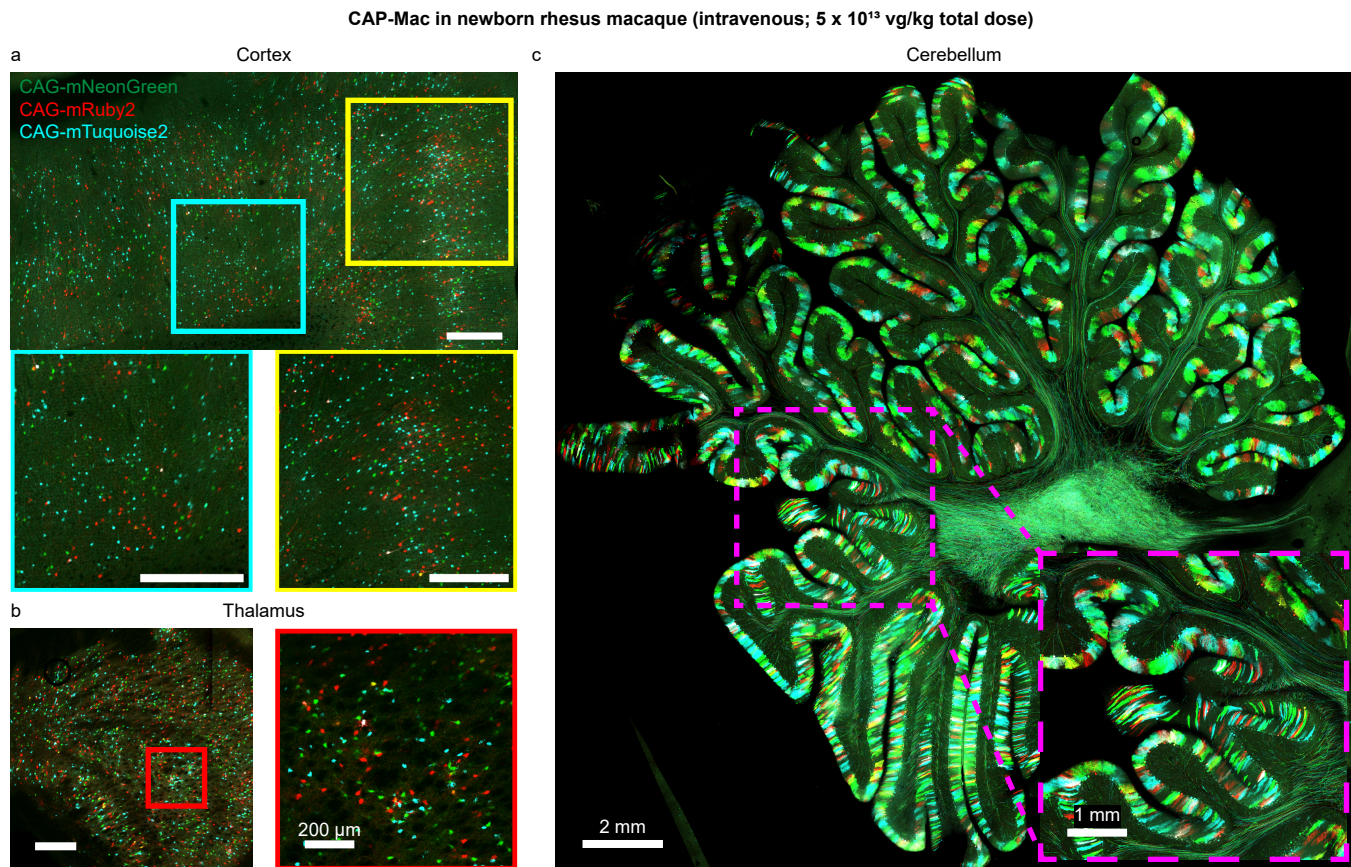 CAP-Mac in newborn rhesus macaque (intravenous; 5 x 10¹³ vg/kg total dose)
a
Cortex
CAG-mNeonGreen
CAG-mRuby2
CAG-mTuquoise2
b
Thalamus
200 µm
c
Cerebellum
2 mm
1 mm